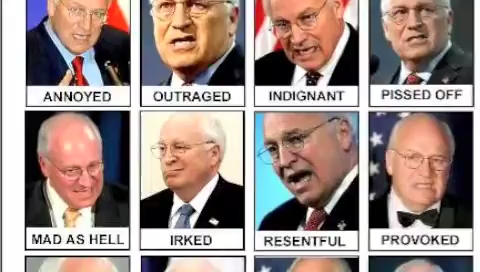 ANNOYED
OUTRAGED
INDIGNANT
PISSED OFF
MAD AS HELL
IRKED
RESENTFUL
PROVOKED